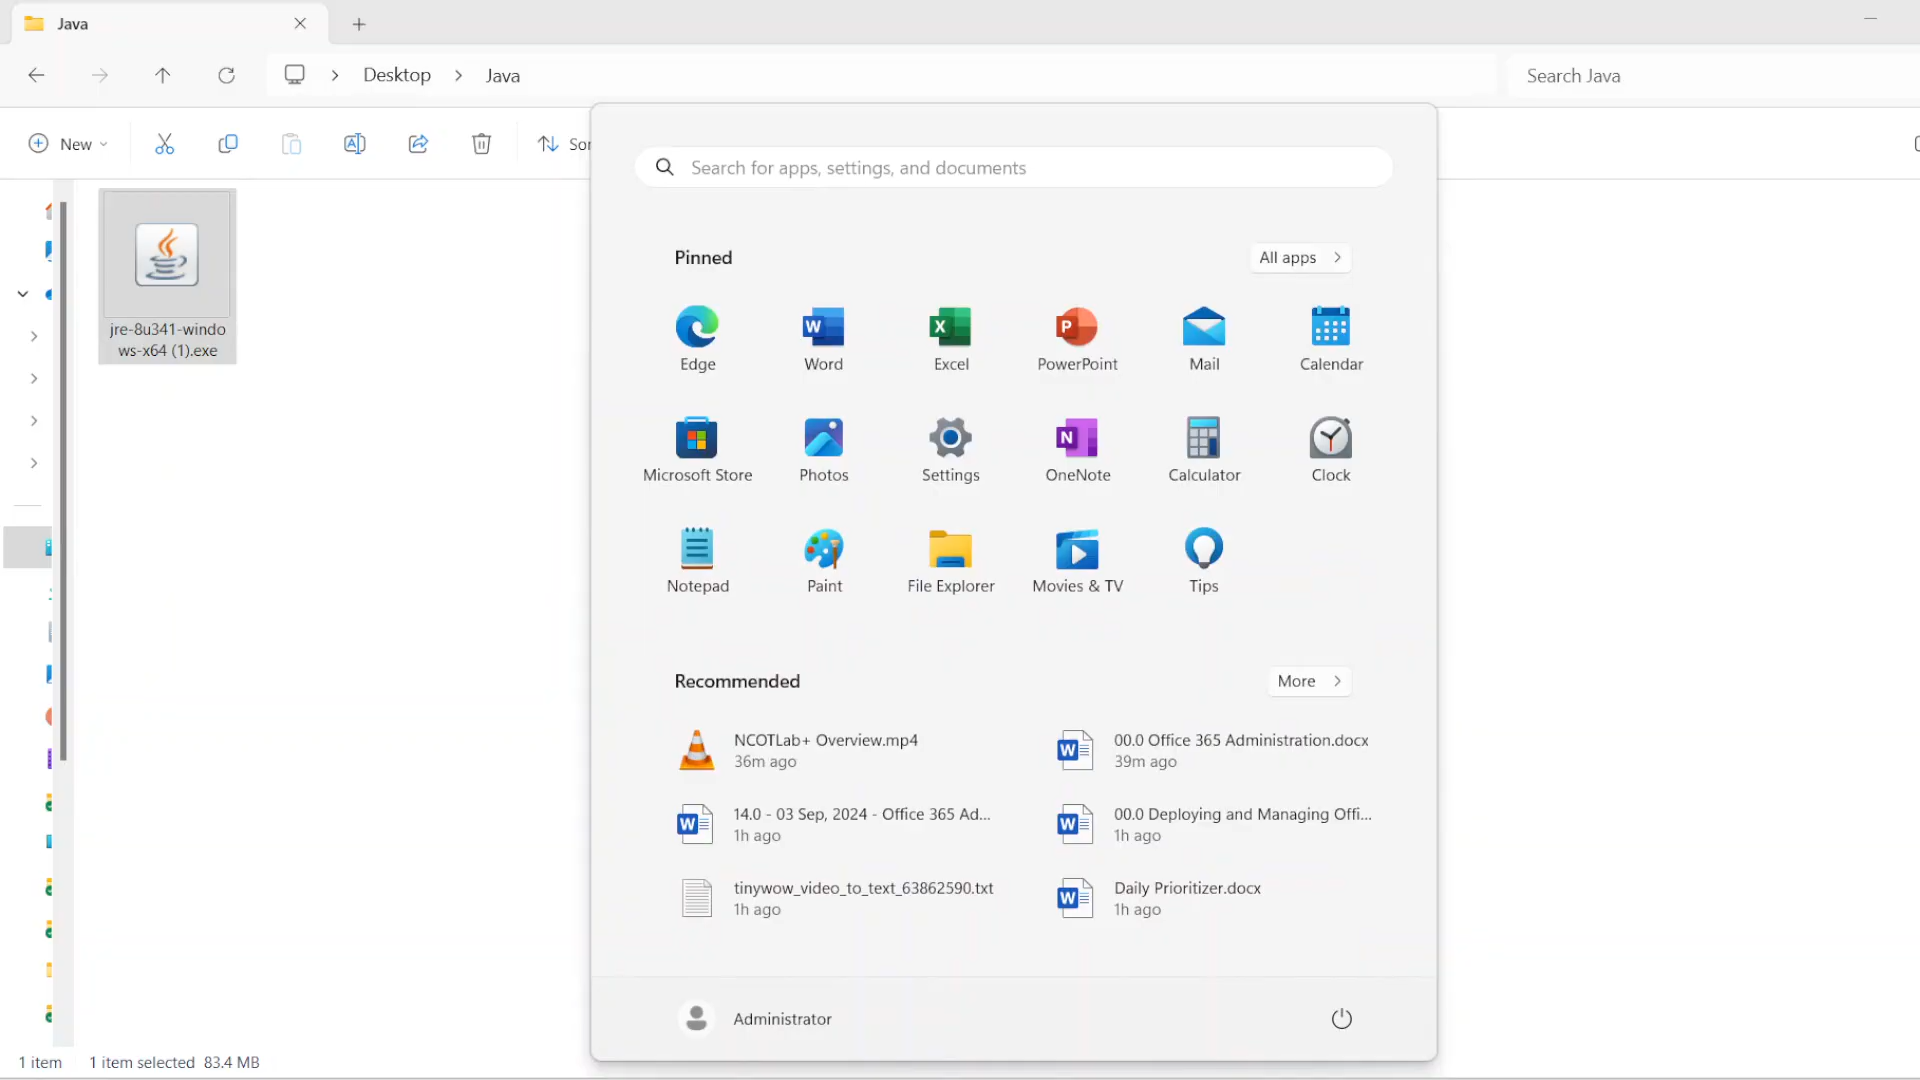 Java
Desktop
Java
Search Java
New
Sor
jre-8u341-windo
ws-x64 (1).exe
Search for apps, settings, and documents
Pinned
All apps
Edge
Word
Excel
PowerPoint
Mail
Calendar
Microsoft Store
Photos
Settings
OneNote
Calculator
Clock
Notepad
Paint
File Explorer
Movies & TV
Tips
Recommended
More
NCOTLab+ Overview.mp4
36m ago
00.0 Office 365 Administration.docx
39m ago
14.0 - 03 Sep, 2024 - Office 365 Ad...
1h ago
00.0 Deploying and Managing Offi...
1h ago
tinywow_video_to_text_63862590.txt
1h ago
Daily Prioritizer.docx
1h ago
Administrator
1 item
1 item selected 83.4 MB